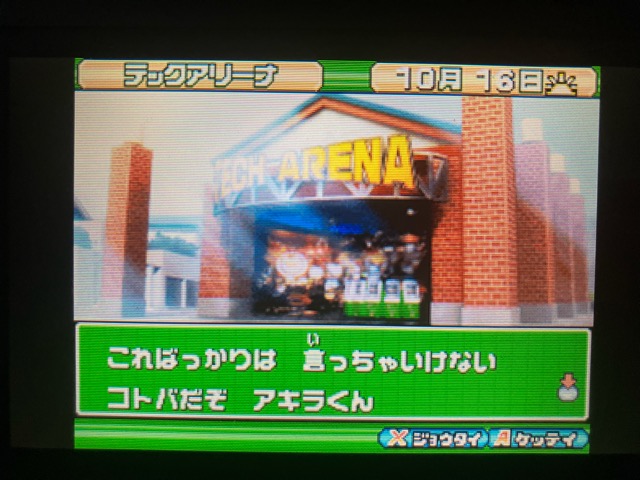 テックアリーナ
10月 16日
TECH ARENA
い
こればっかりは 言っちゃいけない
コトバだぞ アキラくん
X ジョウタイ A ケッテイ